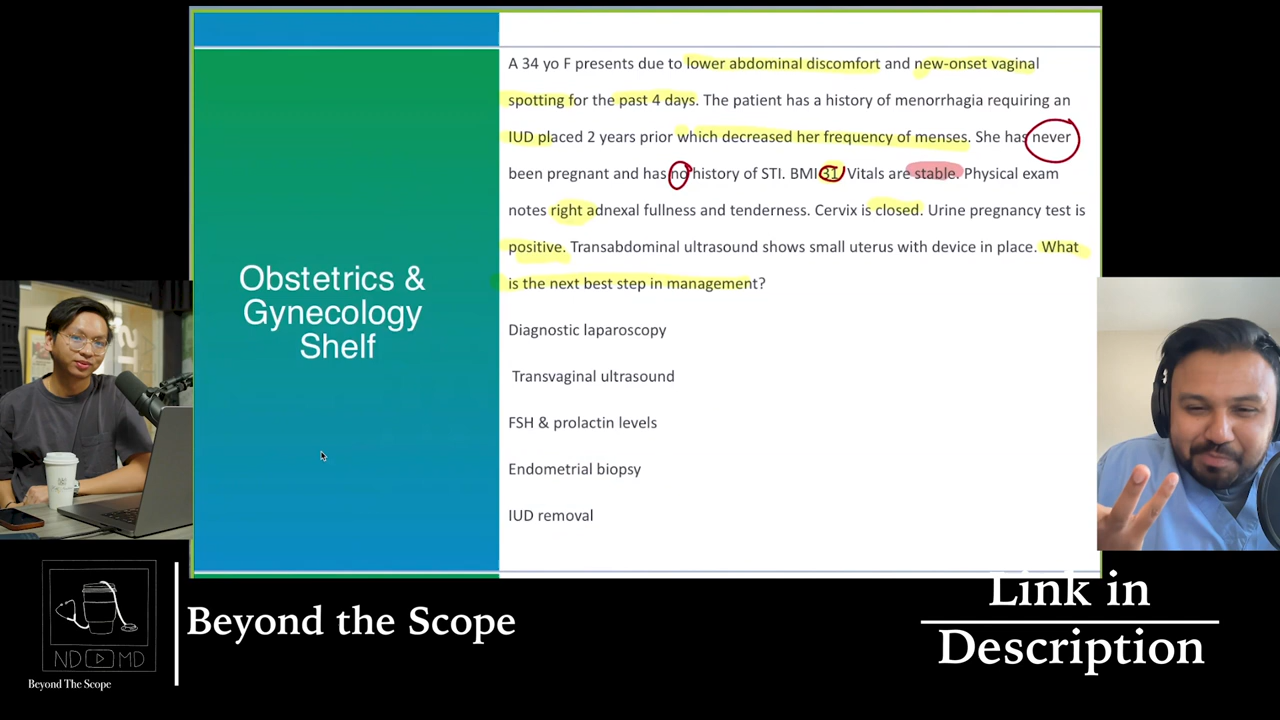 A 34 yo F presents due to lower abdominal discomfort and new-onset vaginal
spotting for the past 4 days. The patient has a history of menorrhagia requiring an
IUD placed 2 years prior which decreased her frequency of menses. She has never
been pregnant and has no history of STI. BMI 31. Vitals are stable. Physical exam
notes right adnexal fullness and tenderness. Cervix is closed. Urine pregnancy test is
positive. Transabdominal ultrasound shows small uterus with device in place. What
is the next best step in management?
Diagnostic laparoscopy
Transvaginal ultrasound
FSH & prolactin levels
Endometrial biopsy
IUD removal
Obstetrics &
Gynecology
Shelf
ND MD
Beyond The Scope
Beyond the Scope
Link in
Description